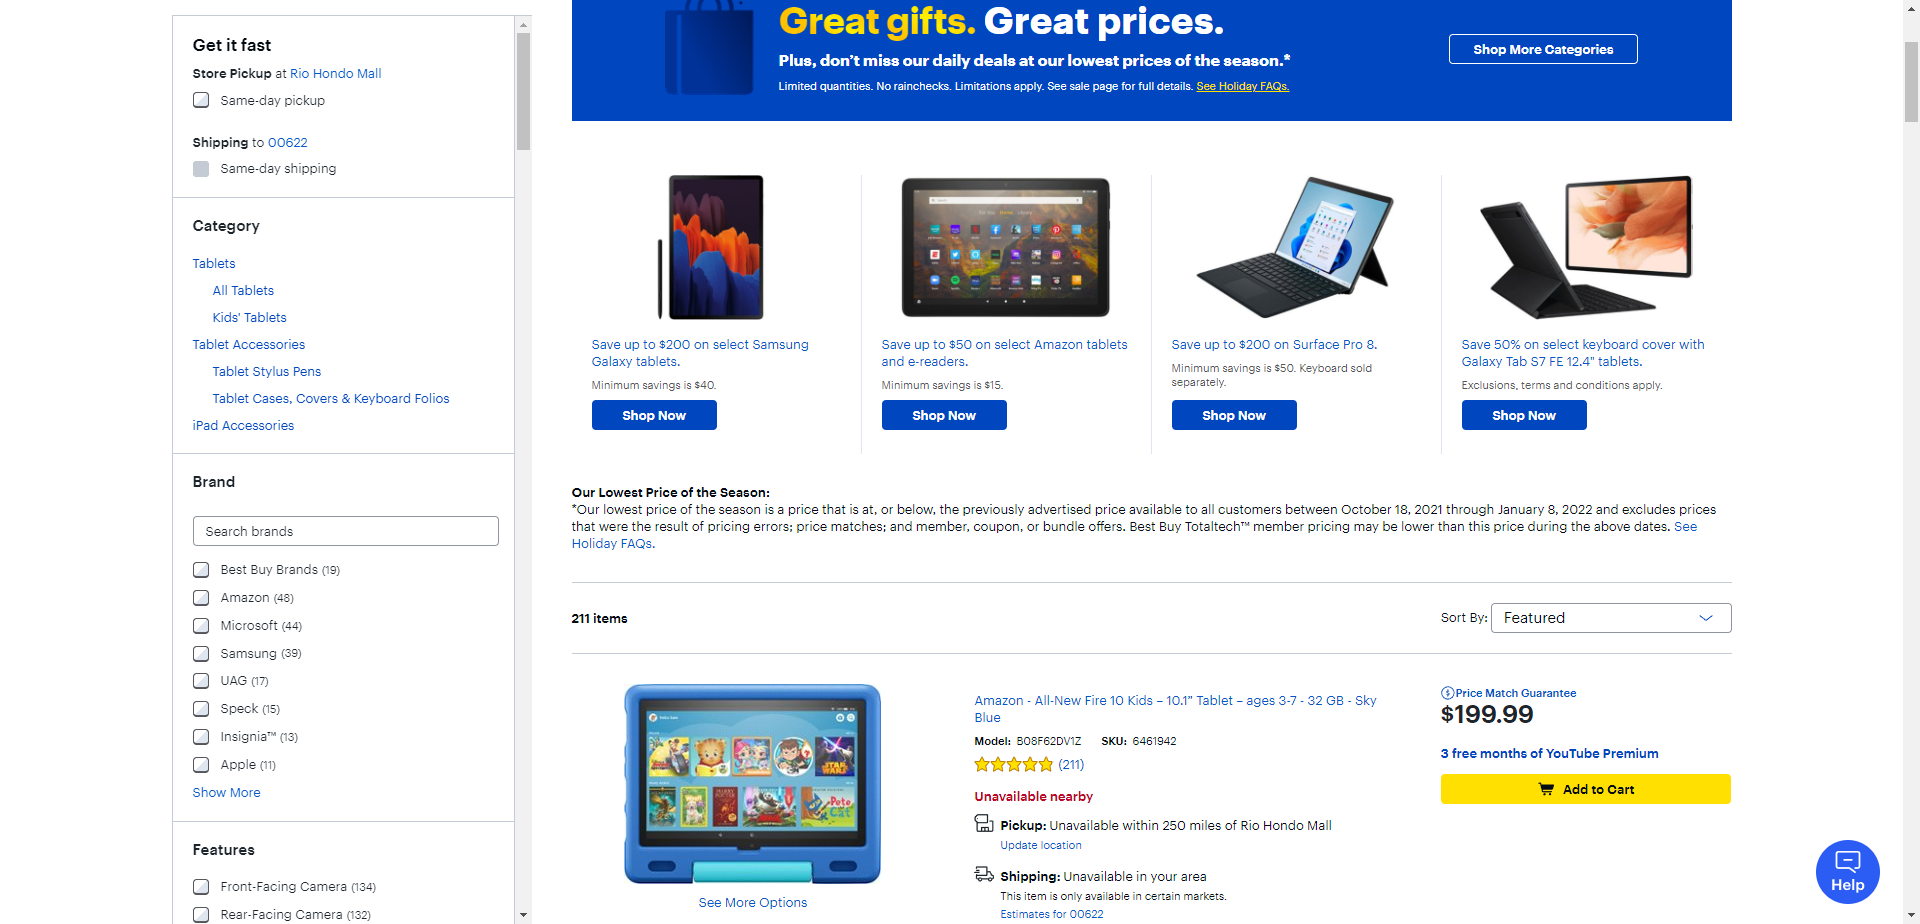 Get it fast
Store Pickup at Rio Hondo Mall
Same-day pickup
Shipping to 00622
Same-day shipping
Category
Tablets
All Tablets
Kids' Tablets
Tablet Accessories
Tablet Stylus Pens
Tablet Cases, Covers & Keyboard Folios
iPad Accessories
Brand
Search brands
Best Buy Brands (19)
Amazon (48)
Microsoft (44)
Samsung (39)
UAG (17)
Speck (15)
Insignia™ (13)
Apple (11)
Show More
Features
Front-Facing Camera (134)
Rear-Facing Camera (132)
Great gifts. Great prices.
Plus, don't miss our daily deals at our lowest prices of the season.*
Limited quantities. No rainchecks. Limitations apply. See sale page for full details. See Holiday FAQs.
Shop More Categories
Save up to $200 on select Samsung
Galaxy tablets.
Minimum savings is $40.
Shop Now
Save up to $50 on select Amazon tablets
and e-readers.
Minimum savings is $15.
Shop Now
Save up to $200 on Surface Pro 8.
Minimum savings is $50. Keyboard sold
separately.
Shop Now
Save 50% on select keyboard cover with
Galaxy Tab S7 FE 12.4" tablets.
Exclusions, terms and conditions apply.
Shop Now
Our Lowest Price of the Season:
*Our lowest price of the season is a price that is at, or below, the previously advertised price available to all customers between October 18, 2021 through January 8, 2022 and excludes prices
that were the result of pricing errors; price matches; and member, coupon, or bundle offers. Best Buy Totaltech™ member pricing may be lower than this price during the above dates. See
Holiday FAQs.
211 items
Sort By: Featured
STAR WARS
Pete the Cat
See More Options
Amazon - All-New Fire 10 Kids – 10.1" Tablet – ages 3-7 - 32 GB - Sky
Blue
Model: B08F62DV1Z SKU: 6461942
(211)
Unavailable nearby
Pickup: Unavailable within 250 miles of Rio Hondo Mall
Update location
Shipping: Unavailable in your area
This item is only available in certain markets.
Estimates for 00622
Price Match Guarantee
$199.99
3 free months of YouTube Premium
Add to Cart
Help